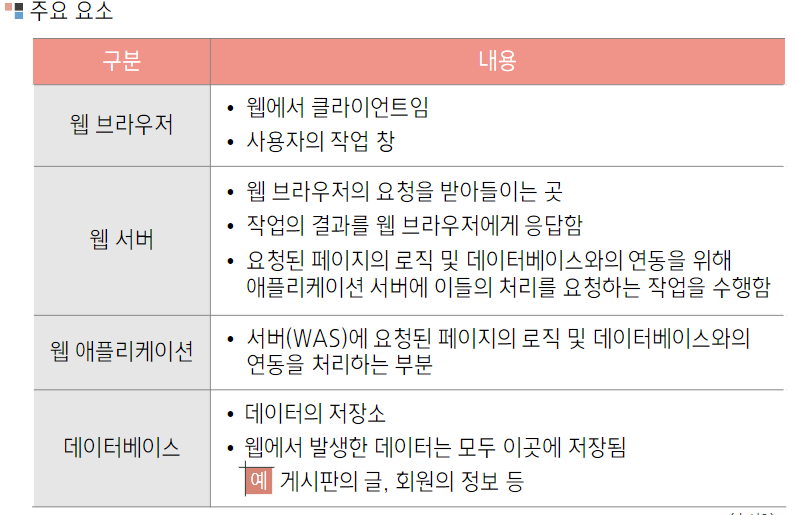 주요 요소
구분 내용
웹 브라우저
• 웹에서 클라이언트임
• 사용자의 작업 창
웹 서버
• 웹 브라우저의 요청을 받아들이는 곳
• 작업의 결과를 웹 브라우저에게 응답함
• 요청된 페이지의 로직 및 데이터베이스와의 연동을 위해
애플리케이션 서버에 이들의 처리를 요청하는 작업을 수행함
웹 애플리케이션
• 서버(WAS)에 요청된 페이지의 로직 및 데이터베이스와의
연동을 처리하는 부분
데이터베이스
• 데이터의 저장소
• 웹에서 발생한 데이터는 모두 이곳에 저장됨
예 게시판의 글, 회원의 정보 등